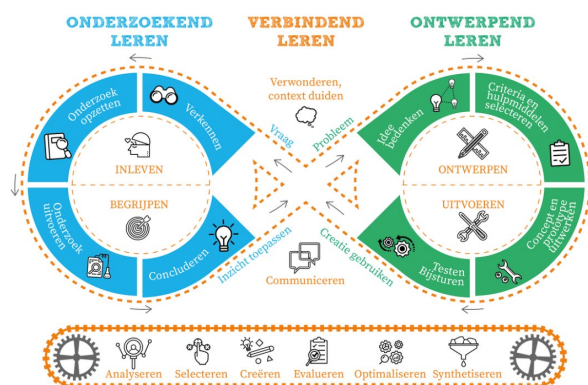 ONDERZOEKEND
LEREN
VERBINDEND
LEREN
ONTWERPEND
LEREN
Verwonderen,
context duiden
Onderzoek
opzetten
Verkennen
Vraag
Probleem
Idee
bedenken
Criteria en
hulpmiddelen
selecteren
INLEVEN
ONTWERPEN
BEGRIJPEN
UITVOEREN
Onderzoek
uitvoeren
Concluderen
Inzicht toepassen
Creatie gebruiken
Testen
Bijsturen
Concept en
prototype
uitwerken
Communiceren
Analyseren
Selecteren
Creëren
Evalueren
Optimaliseren
Synthetiseren